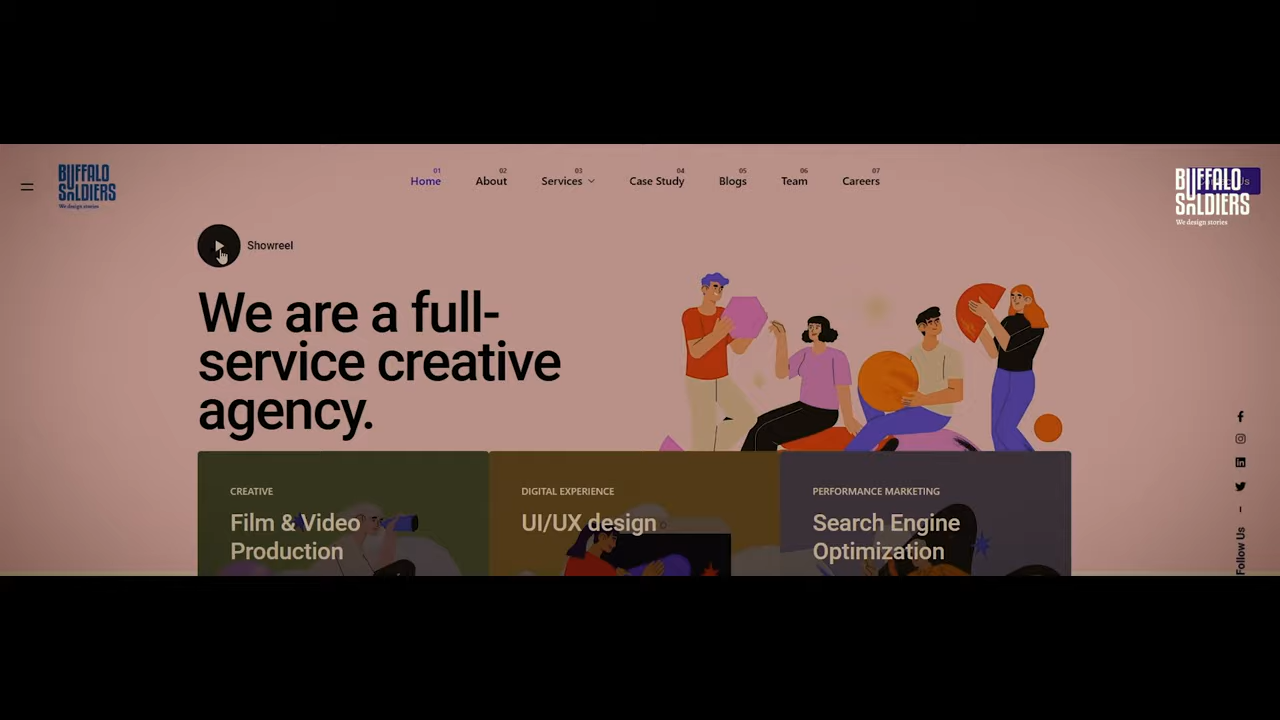 BUFFALO
SOLDIERS
We design stories
01
Home
02
About
03
Services
04
Case Study
05
Blogs
06
Team
07
Careers
BUFFALO
SOLDIERS
We design stories
Showreel
We are a full-
service creative
agency.
CREATIVE
Film & Video
Production
DIGITAL EXPERIENCE
UI/UX design
PERFORMANCE MARKETING
Search Engine
Optimization
Follow Us